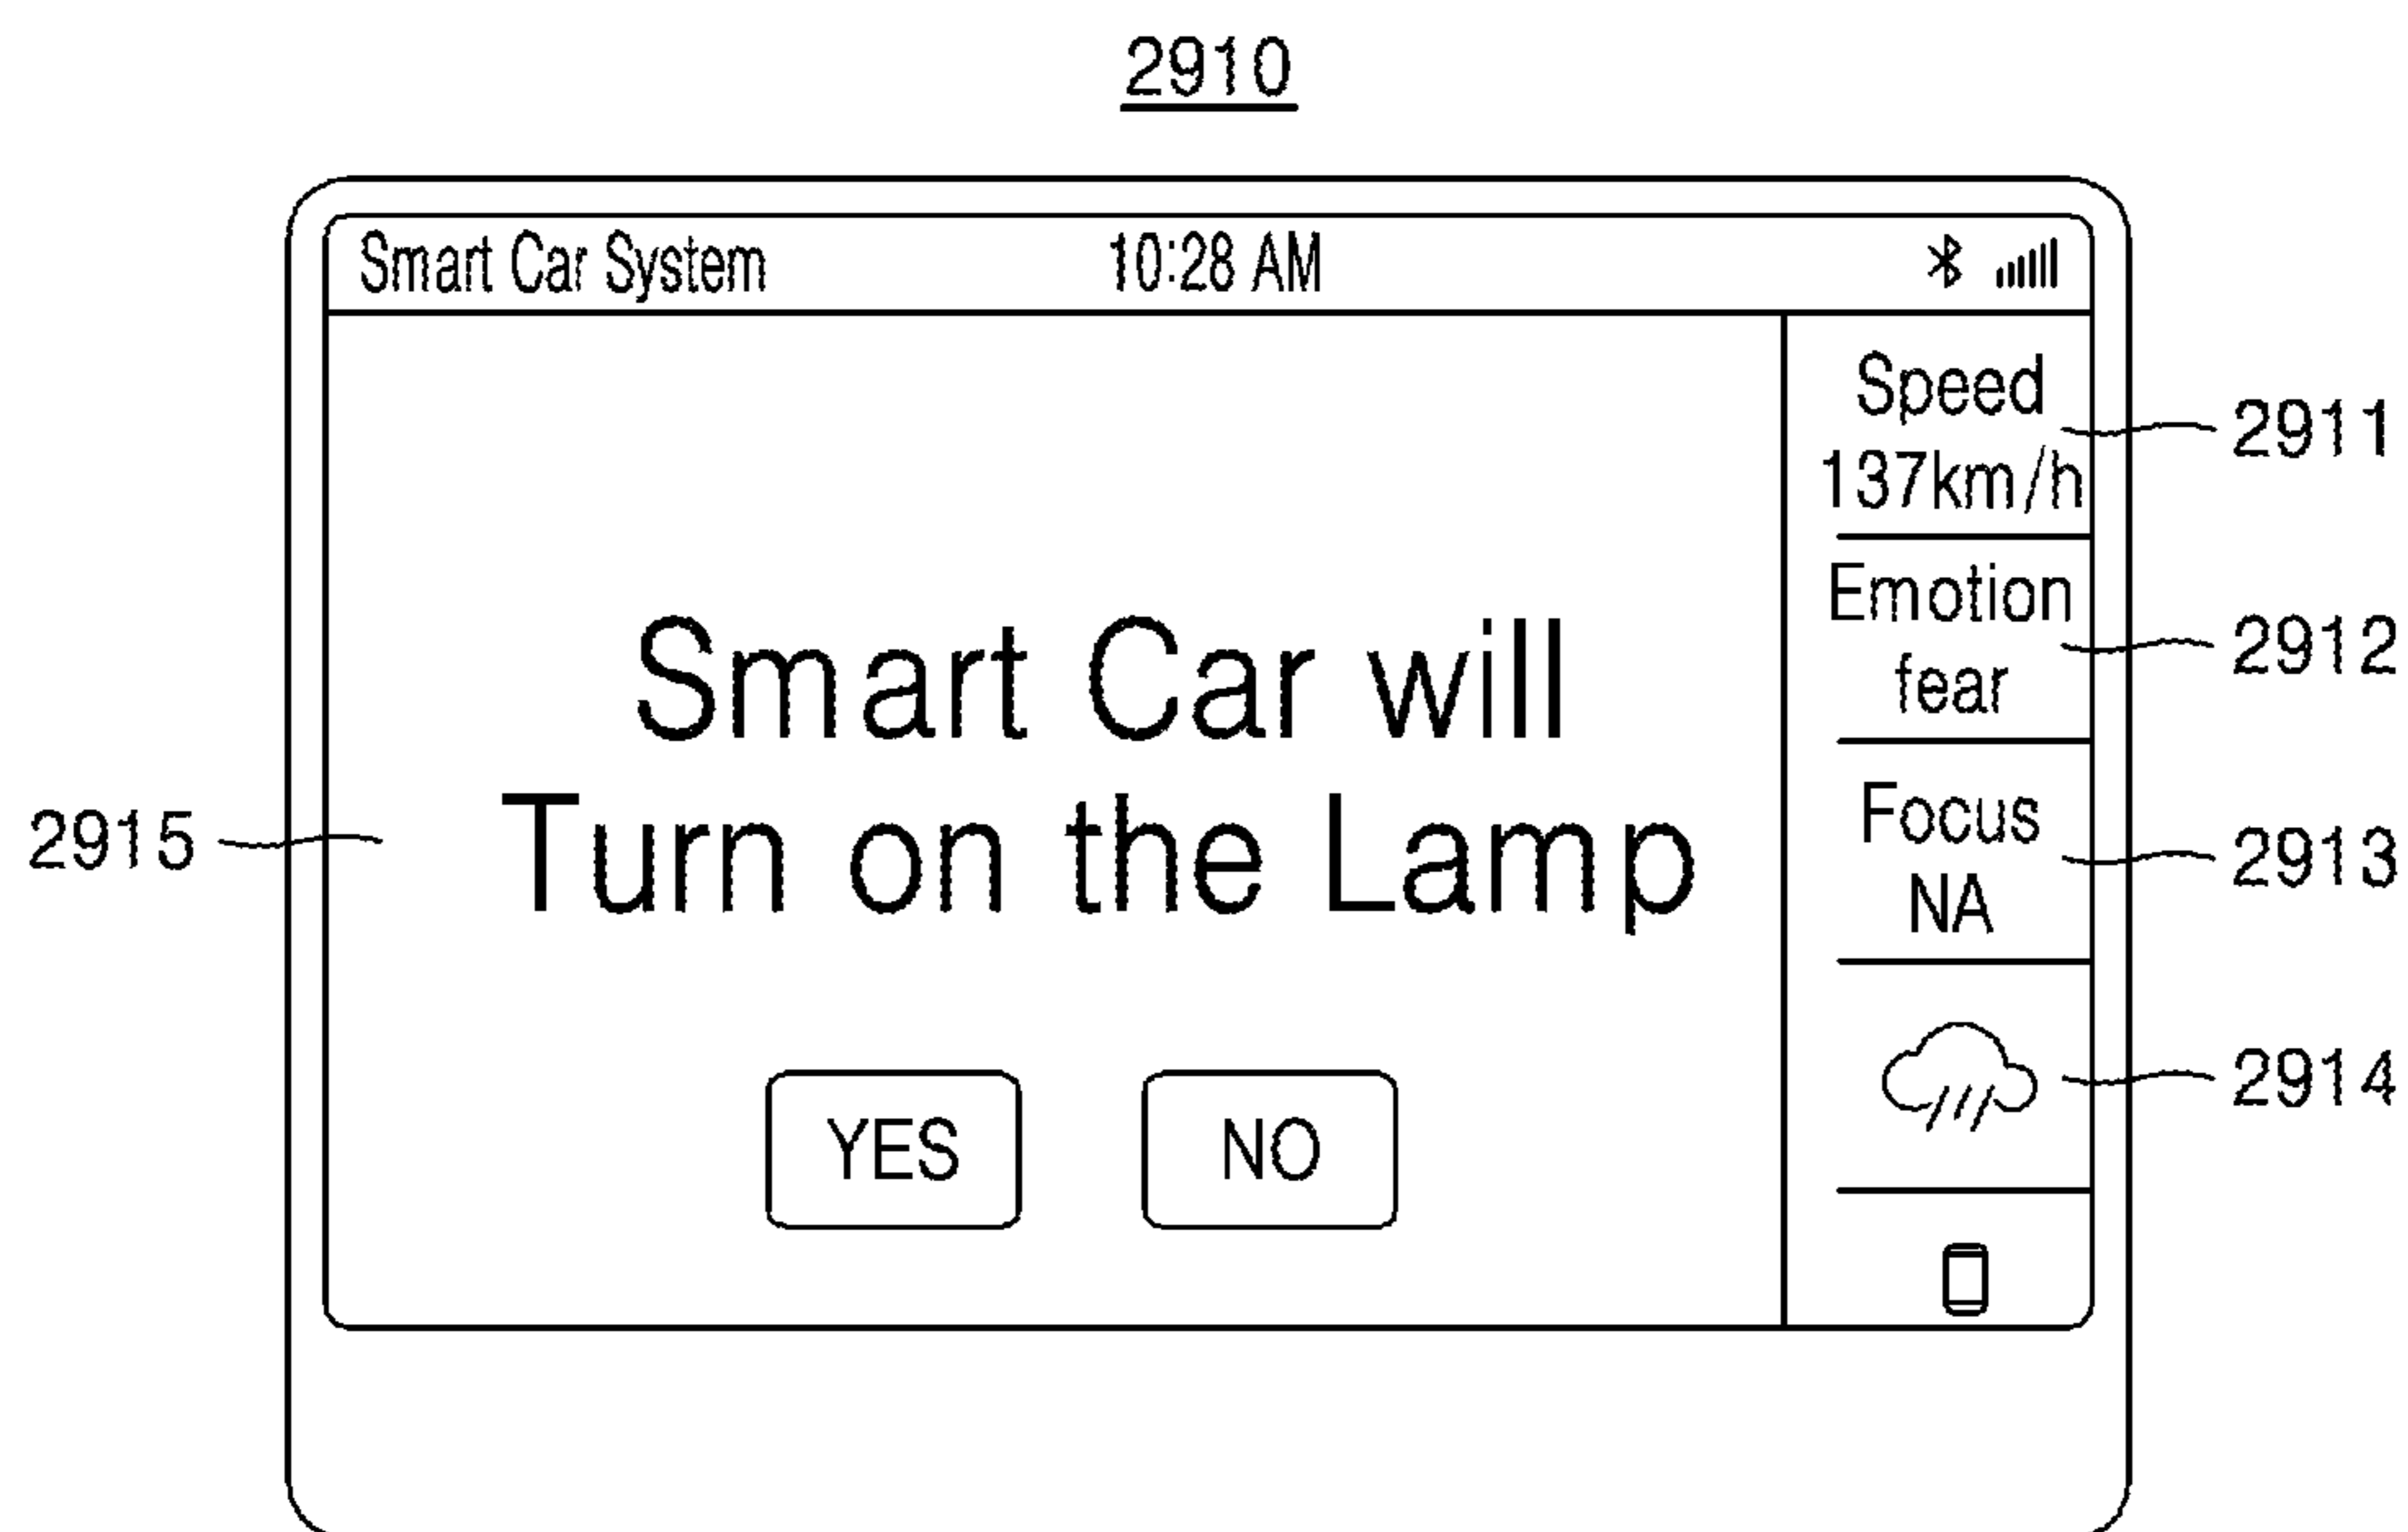 2910
Smart Car System 10:28 AM
Speed
137km/h
2911
Emotion
fear
2912
Smart Car will
Turn on the Lamp
2915
Focus
NA
2913
2914
YES NO